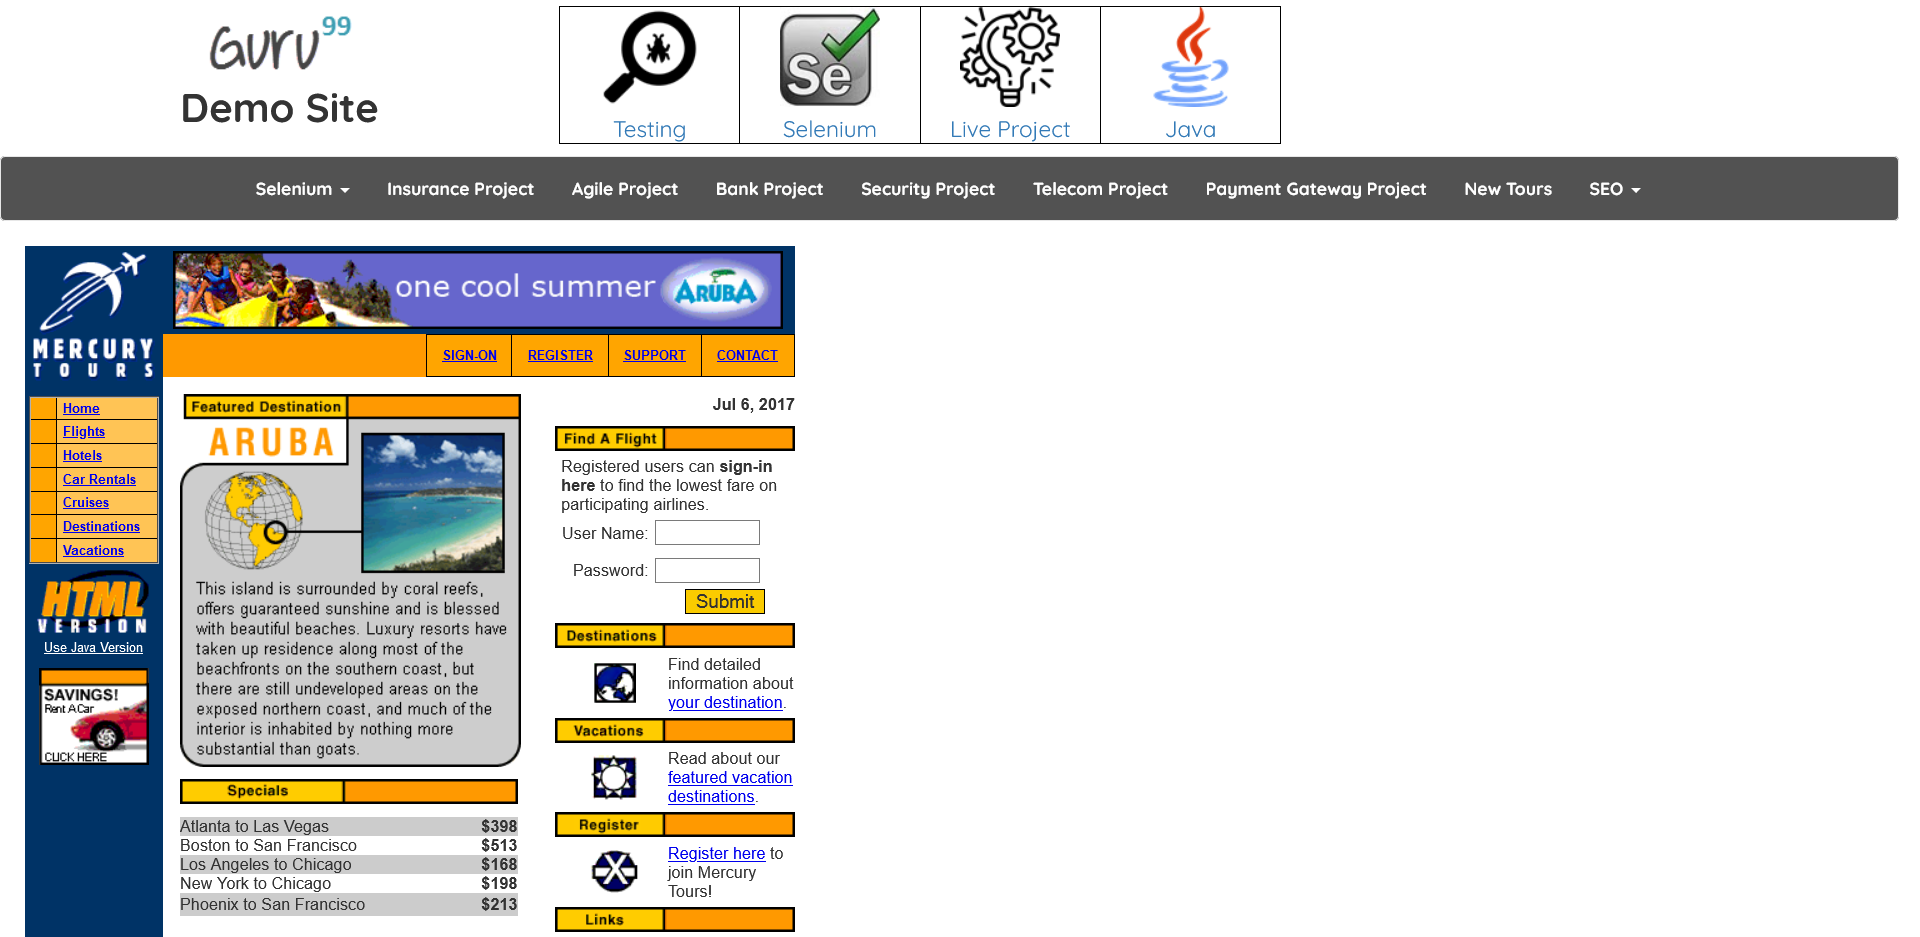 Guru99
Demo Site
Testing
Selenium
Live Project
Java
Selenium
Insurance Project
Agile Project
Bank Project
Security Project
Telecom Project
Payment Gateway Project
New Tours
SEO
MERCURY
TOURS
one cool summer
ARUBA
SIGN-ON
REGISTER
SUPPORT
CONTACT
Home
Flights
Hotels
Car Rentals
Cruises
Destinations
Vacations
HTML
VERSION
Use Java Version
SAVINGS!
Rent A Car
CLICK HERE
Featured Destination
ARUBA
This island is surrounded by coral reefs,
offers guaranteed sunshine and is blessed
with beautiful beaches. Luxury resorts have
taken up residence along most of the
beachfronts on the southern coast, but
there are still undeveloped areas on the
exposed northern coast, and much of the
interior is inhabited by nothing more
substantial than goats.
Specials
Atlanta to Las Vegas $398
Boston to San Francisco $513
Los Angeles to Chicago $168
New York to Chicago $198
Phoenix to San Francisco $213
Jul 6, 2017
Find A Flight
Registered users can sign-in
here to find the lowest fare on
participating airlines.
User Name:
Password:
Submit
Destinations
Find detailed
information about
your destination.
Vacations
Read about our
featured vacation
destinations.
Register
Register here to
join Mercury
Tours!
Links
Se